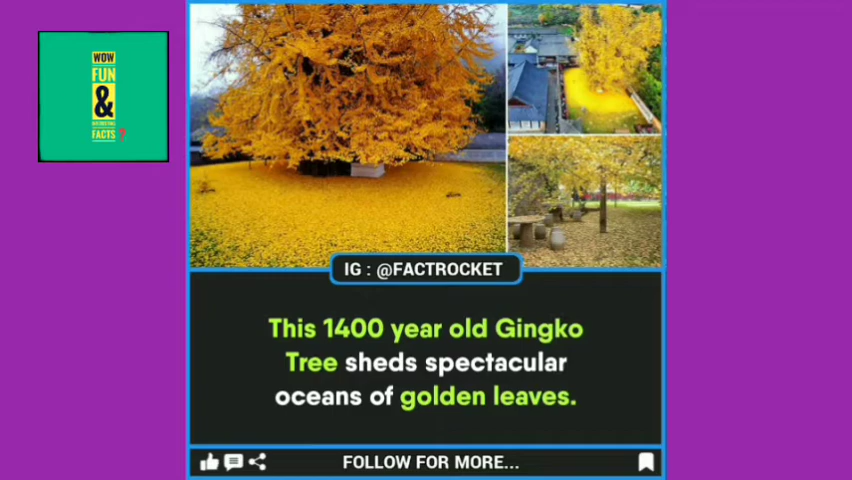 WOW
FUN
&
FACTS?
IG : @FACTROCKET
This 1400 year old Gingko
Tree sheds spectacular
oceans of golden leaves.
FOLLOW FOR MORE...